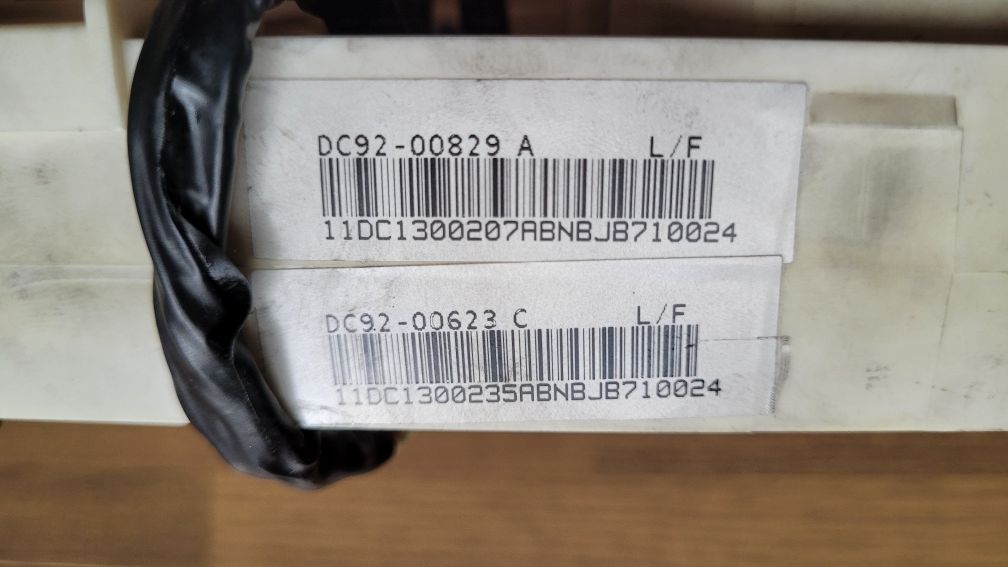 DC92-00829 A L/F
11DC1300207ABNBJB710024
DC92-00623 C L/F
11DC1300235ABNBJB710024